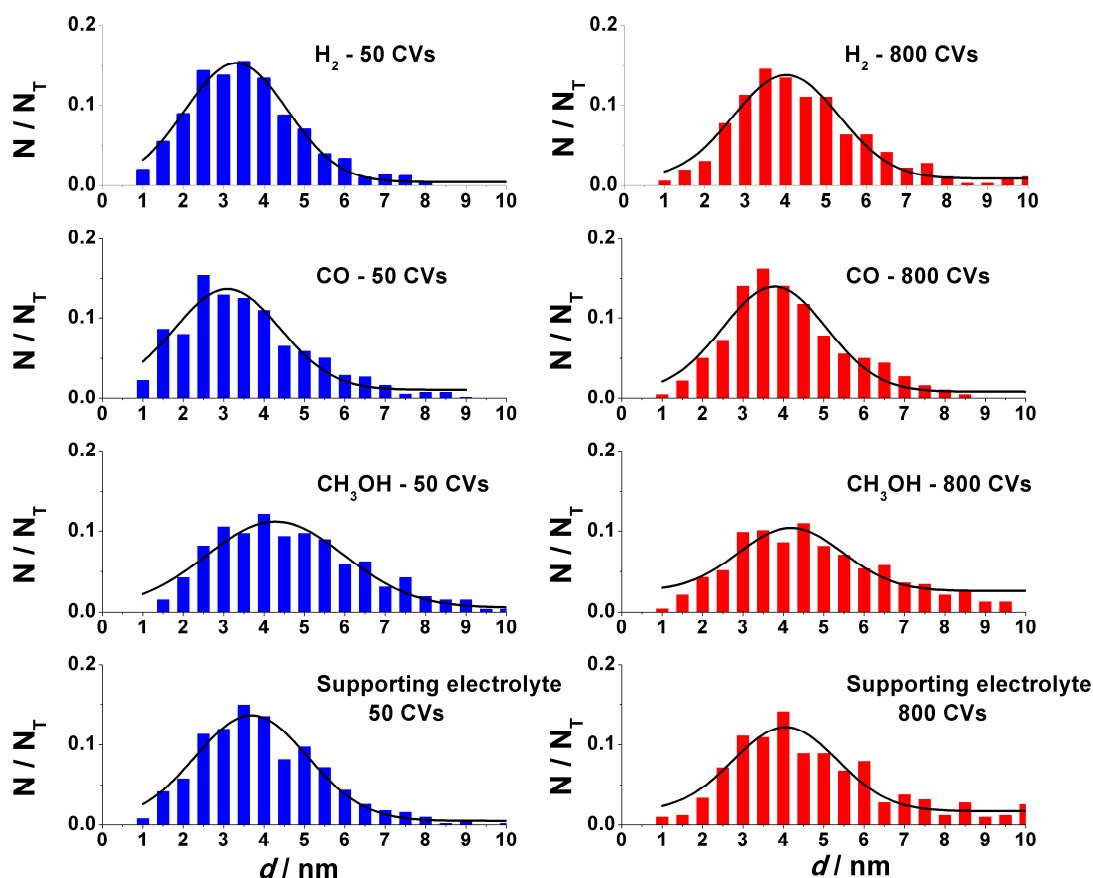 0.2
0.1
0.0
N / N_T
H₂ - 50 CVs
0 1 2 3 4 5 6 7 8 9 10
0.2
0.1
0.0
N / N_T
H₂ - 800 CVs
0 1 2 3 4 5 6 7 8 9 10
0.2
0.1
0.0
N / N_T
CO - 50 CVs
0 1 2 3 4 5 6 7 8 9 10
0.2
0.1
0.0
N / N_T
CO - 800 CVs
0 1 2 3 4 5 6 7 8 9 10
0.2
0.1
0.0
N / N_T
CH₃OH - 50 CVs
0 1 2 3 4 5 6 7 8 9 10
0.2
0.1
0.0
N / N_T
CH₃OH - 800 CVs
0 1 2 3 4 5 6 7 8 9 10
0.2
0.1
0.0
N / N_T
Supporting electrolyte
50 CVs
0 1 2 3 4 5 6 7 8 9 10
d / nm
0.2
0.1
0.0
N / N_T
Supporting electrolyte
800 CVs
0 1 2 3 4 5 6 7 8 9 10
d / nm